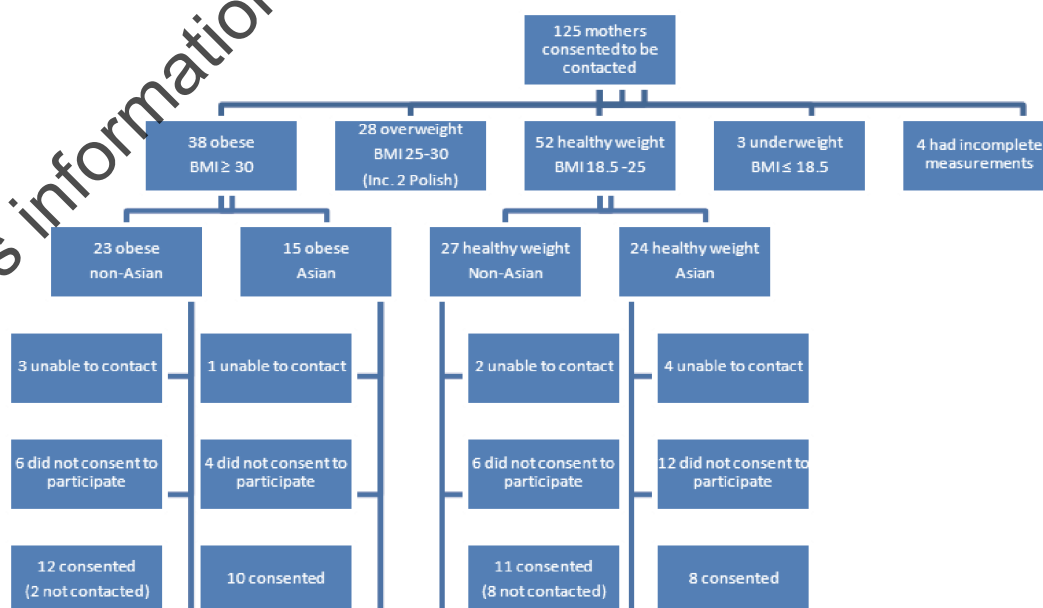 s information
125 mothers
consented to be
contacted
38 obese
BMI ≥ 30
28 overweight
BMI 25-30
(Inc. 2 Polish)
52 healthy weight
BMI 18.5 -25
3 underweight
BMI ≤ 18.5
4 had incomplete
measurements
23 obese
non-Asian
15 obese
Asian
27 healthy weight
Non-Asian
24 healthy weight
Asian
3 unable to contact
1 unable to contact
2 unable to contact
4 unable to contact
6 did not consent to
participate
4 did not consent to
participate
6 did not consent to
participate
12 did not consent to
participate
12 consented
(2 not contacted)
10 consented
11 consented
(8 not contacted)
8 consented